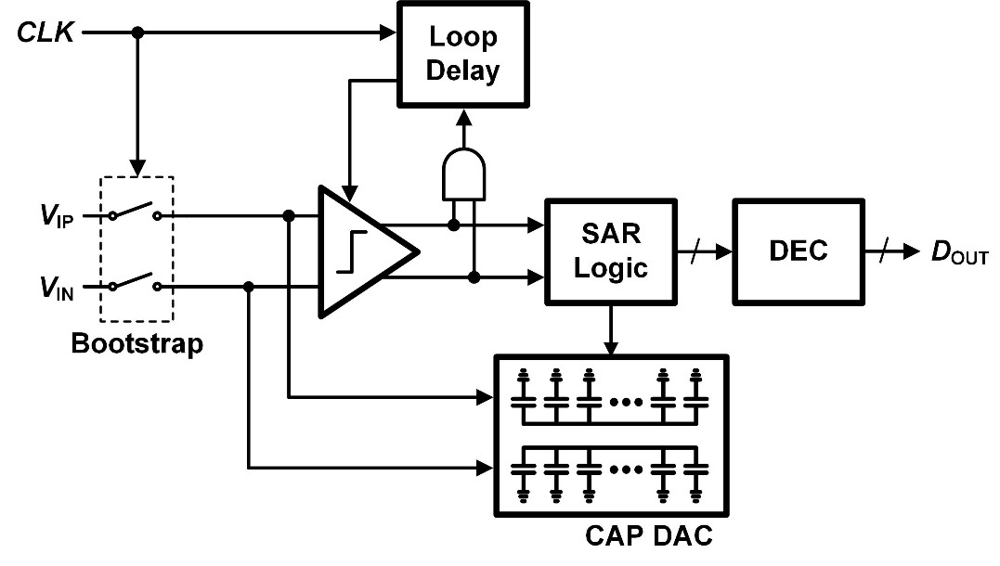 CLK
Loop
Delay
VIP
VIN
Bootstrap
SAR
Logic
DEC
DOUT
CAP DAC